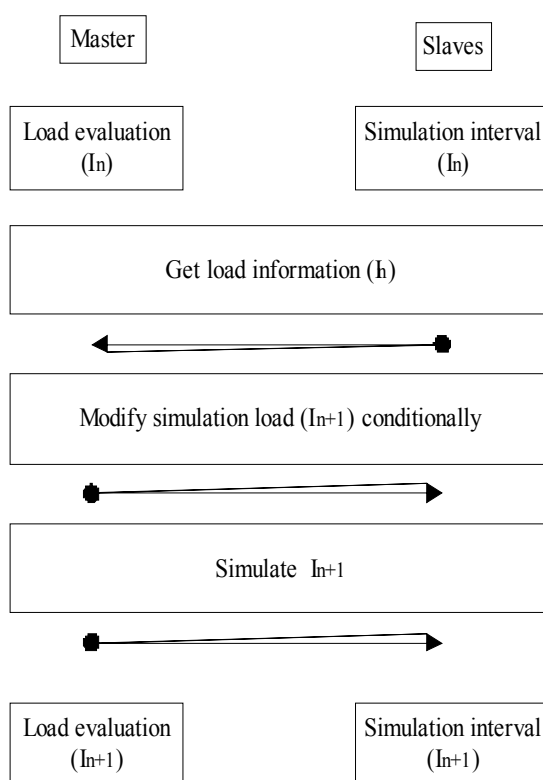 Master
Slaves
Load evaluation
(In)
Simulation interval
(In)
Get load information (In)
Modify simulation load (In+1) conditionally
Simulate In+1
Load evaluation
(In+1)
Simulation interval
(In+1)